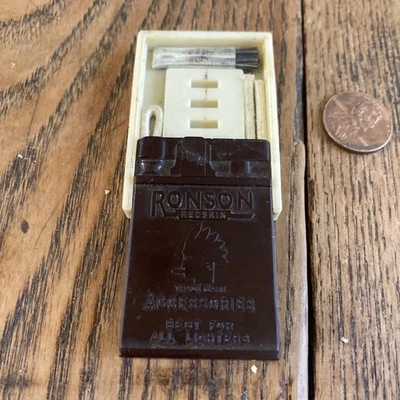 RONSON
REDSKIN
ACCESSORIES
BEST FOR
ALL LIGHTERS